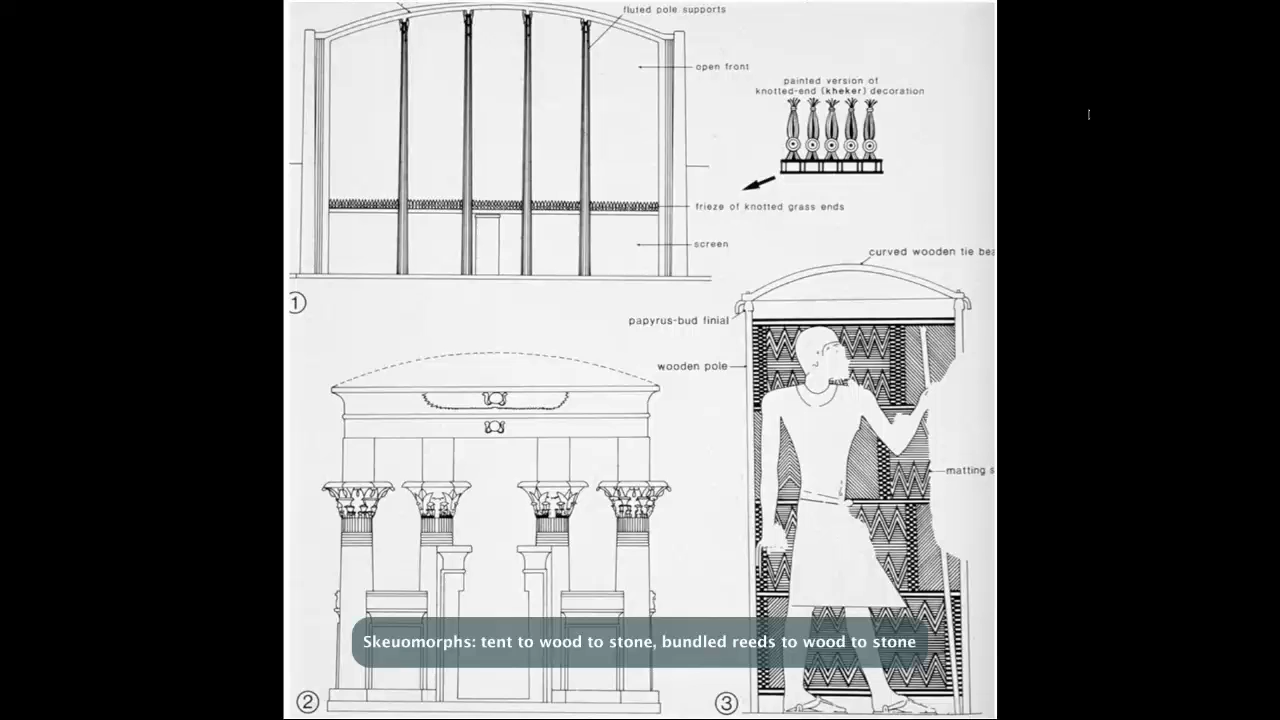 fluted pole supports
open front
painted version of
knotted-end (kheker) decoration
frieze of knotted grass ends
screen
1
curved wooden tie bea
papyrus-bud finial
wooden pole
matting s
Skeuomorphs: tent to wood to stone, bundled reeds to wood to stone
2
3